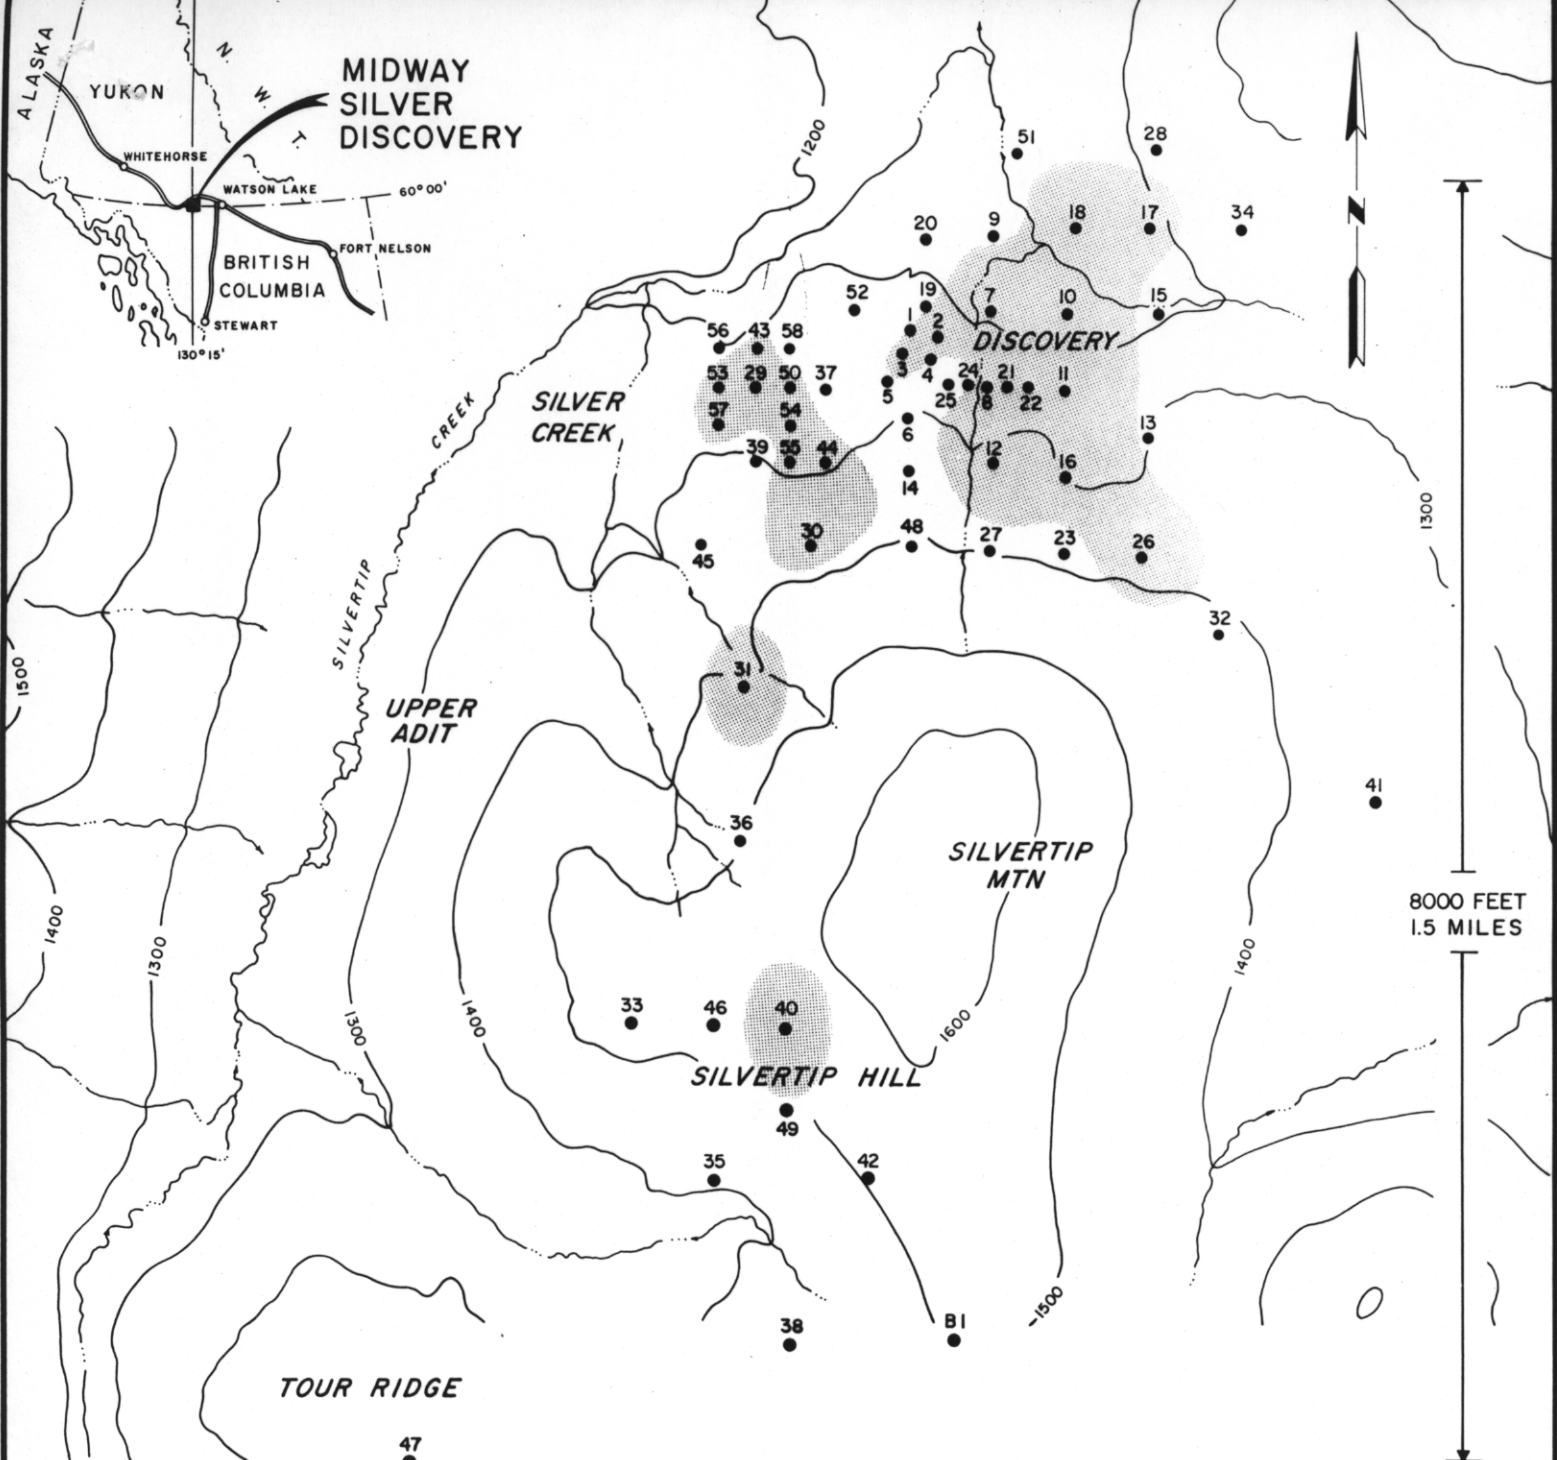 ALASKA
YUKON
N. W. T.
MIDWAY
SILVER
DISCOVERY
WHITEHORSE
WATSON LAKE
60°00'
FORT NELSON
BRITISH
COLUMBIA
STEWART
130°15'
1200
51
28
N
20
9
18
17
34
52
19
7
10
15
1
2
DISCOVERY
56
43
58
3
4
53
29
50
37
5
25
24
8
21
22
11
SILVER
CREEK
57
54
6
13
39
55
44
12
16
14
1300
SILVERTIP CREEK
45
30
48
27
23
26
32
31
1500
UPPER
ADIT
41
36
SILVERTIP
MTN
8000 FEET
1.5 MILES
1400
1300
1400
1300
1400
33
46
40
1600
SILVERTIP HILL
49
35
42
1500
38
B1
TOUR RIDGE
47